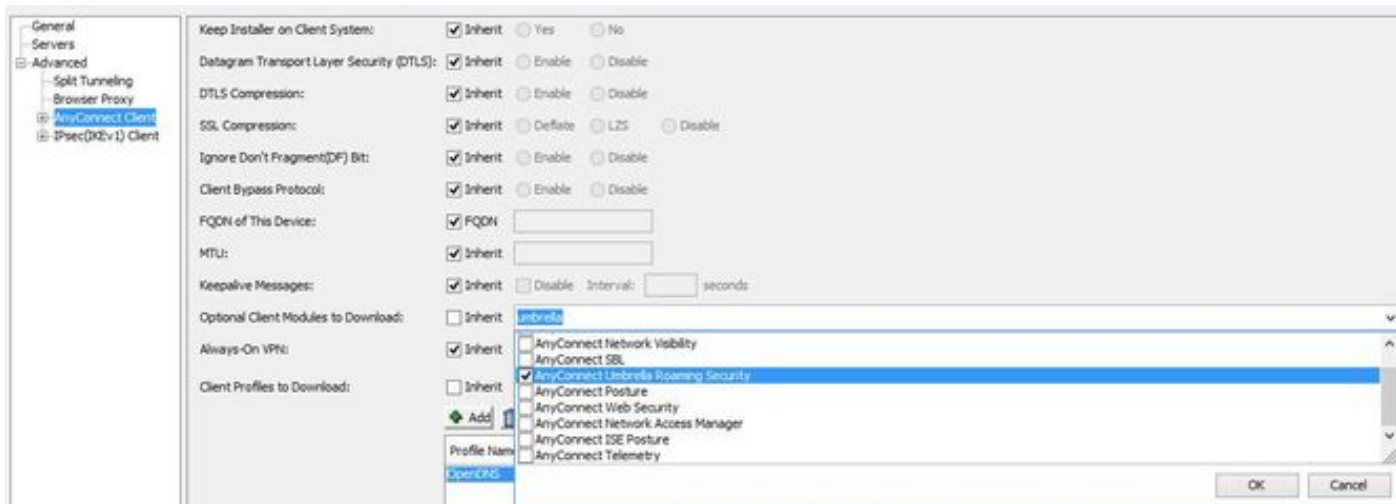 General
Servers
Advanced
Split Tunneling
Browser Proxy
AnyConnect Client
IPsec(IKEv1) Client
Keep Installer on Client System: Inherit Yes No
Datagram Transport Layer Security (DTLS): Inherit Enable Disable
DTLS Compression: Inherit Enable Disable
SSL Compression: Inherit Deflate LZS Disable
Ignore Don't Fragment(DF) Bit: Inherit Enable Disable
Client Bypass Protocol: Inherit Enable Disable
FQDN of This Device: FQDN
MTU: Inherit
Keepalive Messages: Inherit Disable Interval: seconds
Optional Client Modules to Download: Inherit umbrella
Always-On VPN: Inherit
Client Profiles to Download: Inherit
AnyConnect Network Visibility
AnyConnect SBL
AnyConnect Umbrella Roaming Security
AnyConnect Posture
AnyConnect Web Security
AnyConnect Network Access Manager
AnyConnect ISE Posture
AnyConnect Telemetry
Add
Profile Nam
OpenDNS
OK Cancel